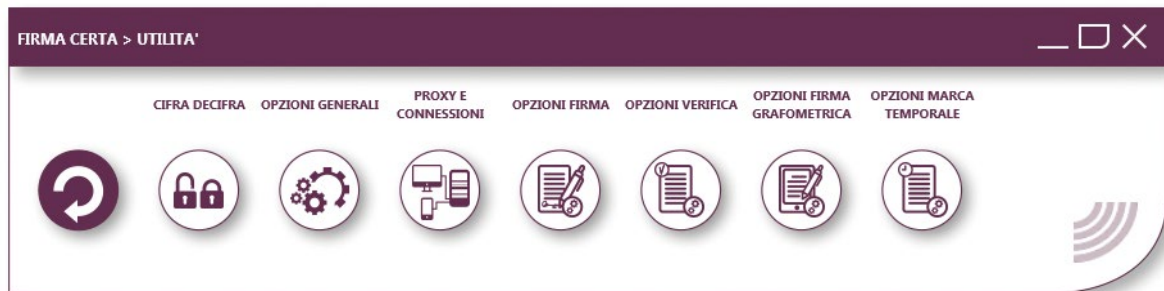 FIRMA CERTA > UTILITA'
CIFRA DECIFRA
OPZIONI GENERALI
PROXY E
CONNESSIONI
OPZIONI FIRMA
OPZIONI VERIFICA
OPZIONI FIRMA
GRAFOMETRICA
OPZIONI MARCA
TEMPORALE